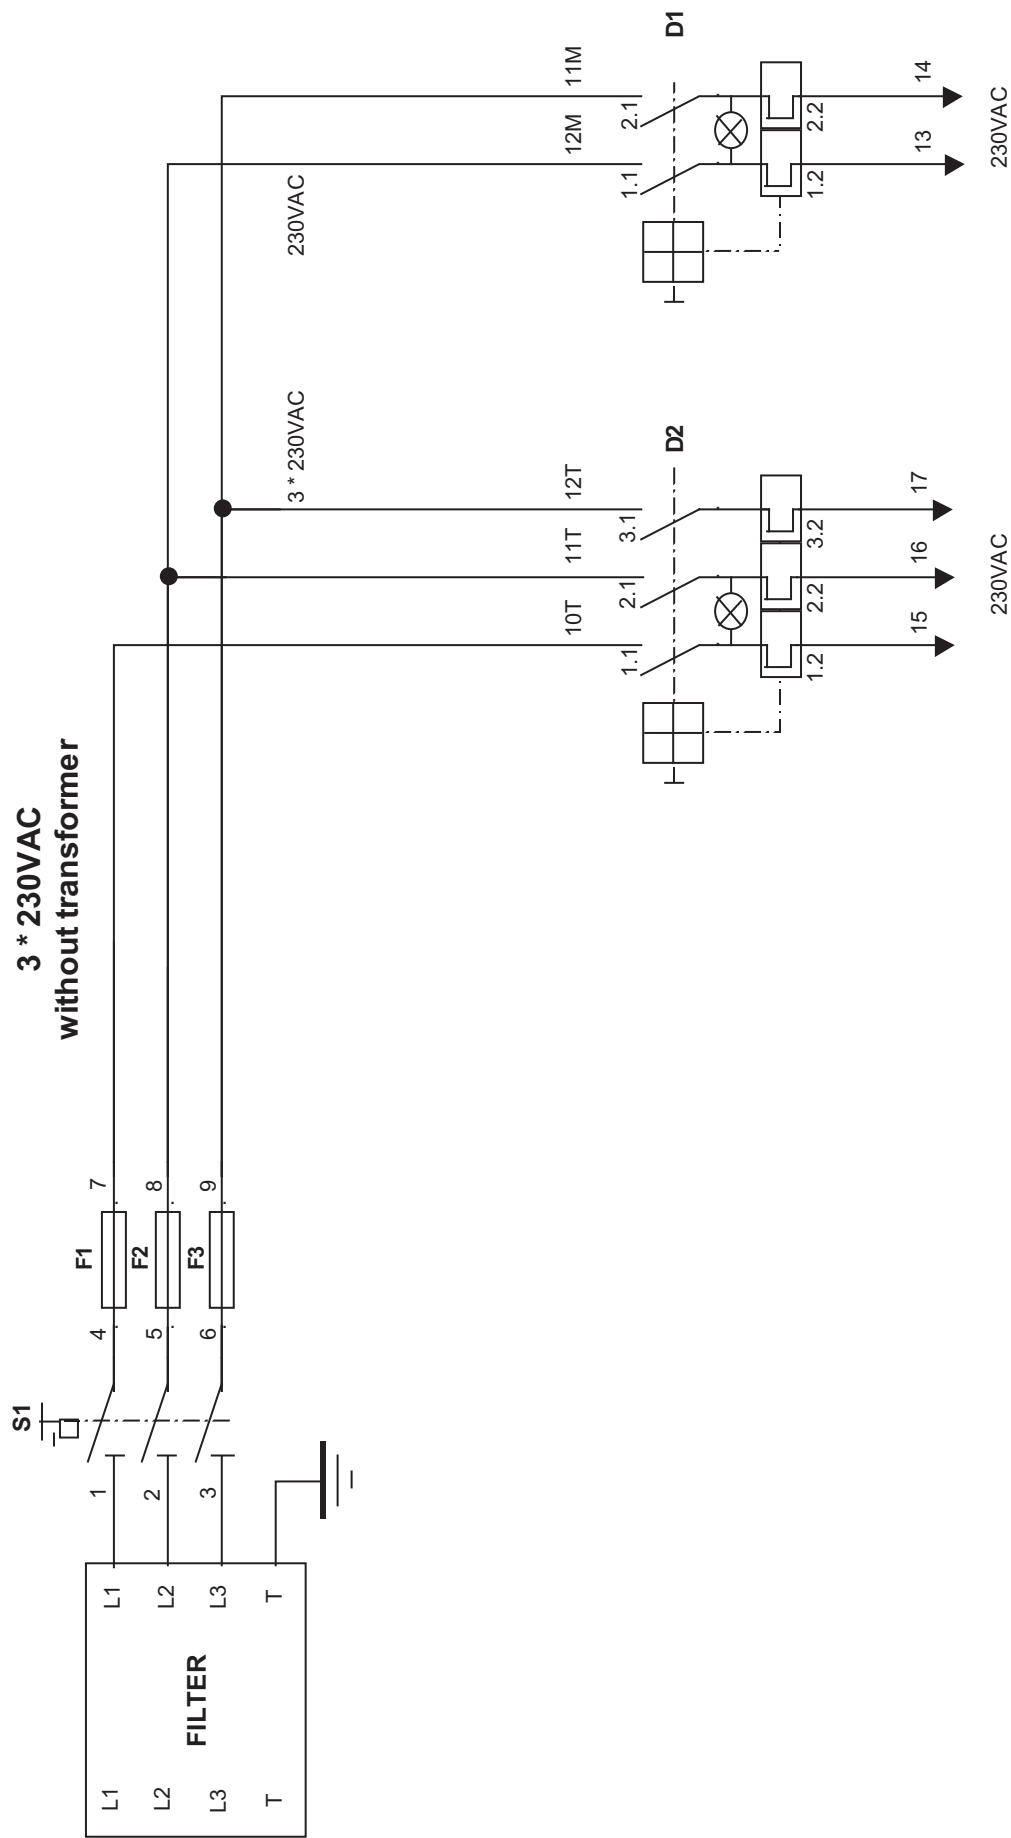 3 * 230VAC
without transformer
S1
L1
L1
1
4
F1
7
L2
L2
2
5
F2
8
L3
L3
3
6
F3
9
FILTER
T
T
3 * 230VAC
230VAC
10T
11T
12T
12M
11M
1.1
2.1
3.1
1.1
2.1
D2
D1
1.2
2.2
3.2
1.2
2.2
15
16
17
13
14
230VAC
230VAC